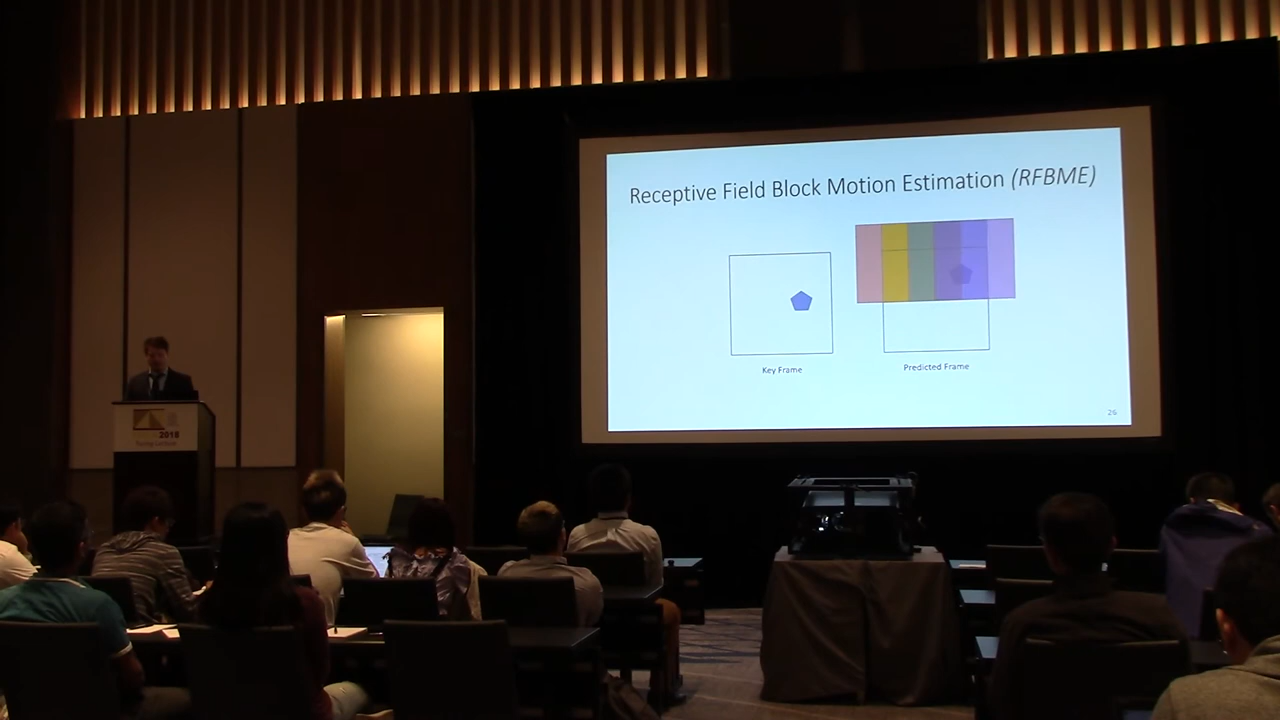 Receptive Field Block Motion Estimation (RFBME)
Key Frame
Predicted Frame
26
2018